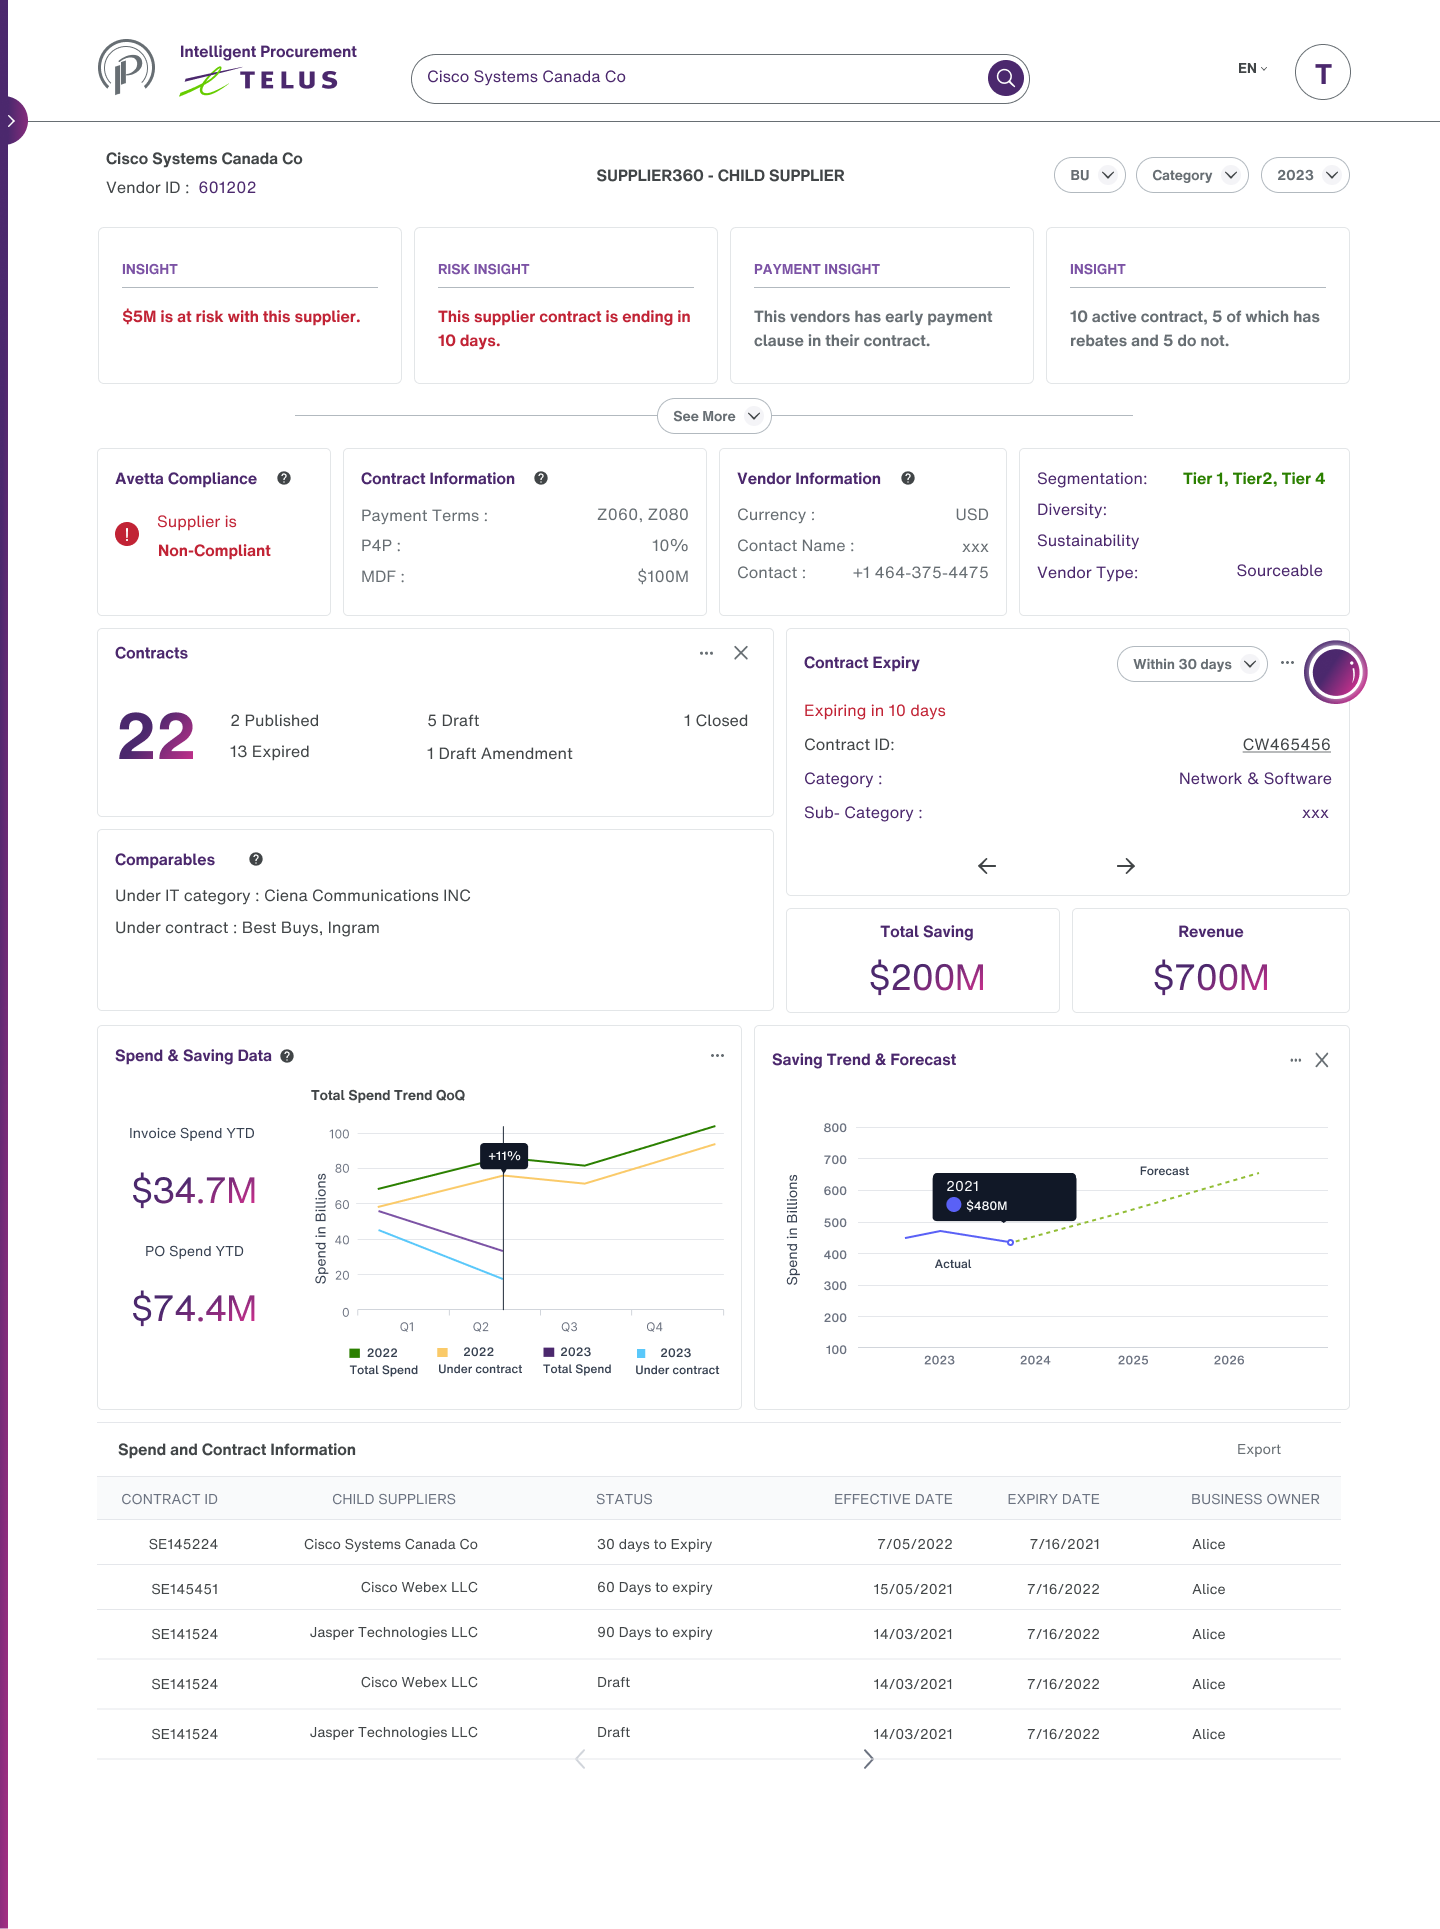 Intelligent Procurement
TELUS
Cisco Systems Canada Co
EN
T
Cisco Systems Canada Co
Vendor ID : 601202
SUPPLIER360 - CHILD SUPPLIER
BU
Category
2023
INSIGHT
$5M is at risk with this supplier.
RISK INSIGHT
This supplier contract is ending in
10 days.
PAYMENT INSIGHT
This vendors has early payment
clause in their contract.
INSIGHT
10 active contract, 5 of which has
rebates and 5 do not.
See More
Avetta Compliance ?
!
Supplier is
Non-Compliant
Contract Information ?
Payment Terms : Z060, Z080
P4P : 10%
MDF : $100M
Vendor Information ?
Currency : USD
Contact Name : xxx
Contact : +1 464-375-4475
Segmentation: Tier 1, Tier2, Tier 4
Diversity:
Sustainability
Vendor Type: Sourceable
Contracts
22
2 Published 5 Draft 1 Closed
13 Expired 1 Draft Amendment
Contract Expiry
Within 30 days
Expiring in 10 days
Contract ID: CW465456
Category : Network & Software
Sub- Category : xxx
Comparables ?
Under IT category : Ciena Communications INC
Under contract : Best Buys, Ingram
Total Saving
$200M
Revenue
$700M
Spend & Saving Data ?
Invoice Spend YTD
$34.7M
PO Spend YTD
$74.4M
Total Spend Trend QoQ
Spend in Billions
100
80
60
40
20
0
+11%
Q1 Q2 Q3 Q4
2022
Total Spend
2022
Under contract
2023
Total Spend
2023
Under contract
Saving Trend & Forecast
Spend in Billions
800
700
600
500
400
300
200
100
2021
$480M
Forecast
Actual
2023 2024 2025 2026
Spend and Contract Information
Export
CONTRACT ID CHILD SUPPLIERS STATUS EFFECTIVE DATE EXPIRY DATE BUSINESS OWNER
SE145224 Cisco Systems Canada Co 30 days to Expiry 7/05/2022 7/16/2021 Alice
SE145451 Cisco Webex LLC 60 Days to expiry 15/05/2021 7/16/2022 Alice
SE141524 Jasper Technologies LLC 90 Days to expiry 14/03/2021 7/16/2022 Alice
SE141524 Cisco Webex LLC Draft 14/03/2021 7/16/2022 Alice
SE141524 Jasper Technologies LLC Draft 14/03/2021 7/16/2022 Alice